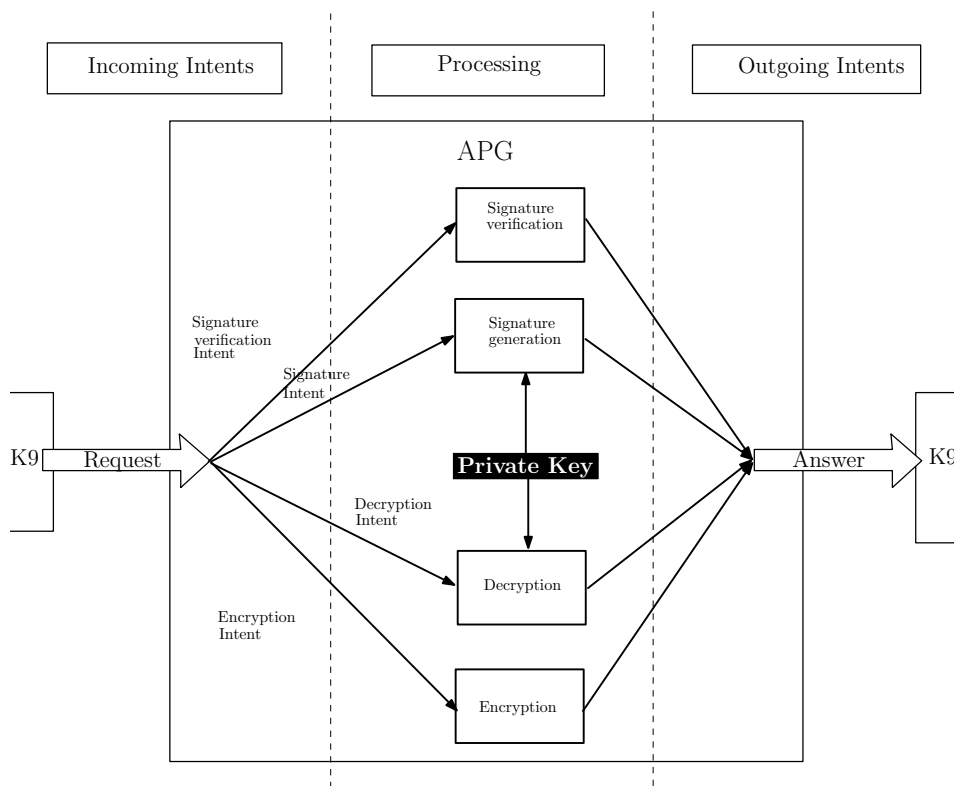 Incoming Intents
Processing
Outgoing Intents
APG
Signature
verification
Signature
generation
Signature
verification
Intent
Signature
Intent
K9
Request
Private Key
Answer
K9
Decryption
Intent
Decryption
Encryption
Intent
Encryption